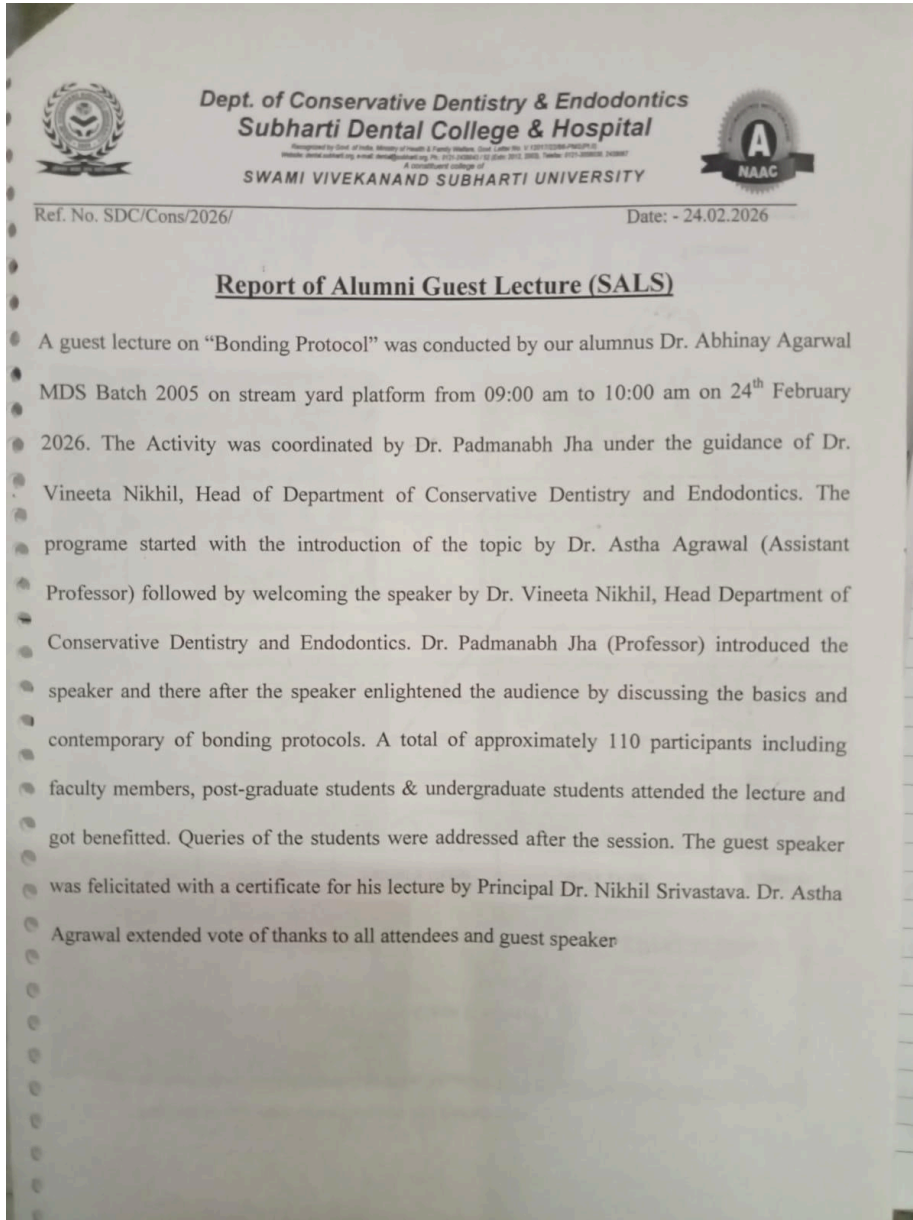 Dept. of Conservative Dentistry & Endodontics
Subharti Dental College & Hospital
A constituent college of
SWAMI VIVEKANAND SUBHARTI UNIVERSITY
A
NAAC
Ref. No. SDC/Cons/2026/
Date: - 24.02.2026
Report of Alumni Guest Lecture (SALS)
A guest lecture on “Bonding Protocol” was conducted by our alumnus Dr. Abhinay Agarwal
MDS Batch 2005 on stream yard platform from 09:00 am to 10:00 am on 24th February
2026. The Activity was coordinated by Dr. Padmanabh Jha under the guidance of Dr.
Vineeta Nikhil, Head of Department of Conservative Dentistry and Endodontics. The
programe started with the introduction of the topic by Dr. Astha Agrawal (Assistant
Professor) followed by welcoming the speaker by Dr. Vineeta Nikhil, Head Department of
Conservative Dentistry and Endodontics. Dr. Padmanabh Jha (Professor) introduced the
speaker and there after the speaker enlightened the audience by discussing the basics and
contemporary of bonding protocols. A total of approximately 110 participants including
faculty members, post-graduate students & undergraduate students attended the lecture and
got benefitted. Queries of the students were addressed after the session. The guest speaker
was felicitated with a certificate for his lecture by Principal Dr. Nikhil Srivastava. Dr. Astha
Agrawal extended vote of thanks to all attendees and guest speaker